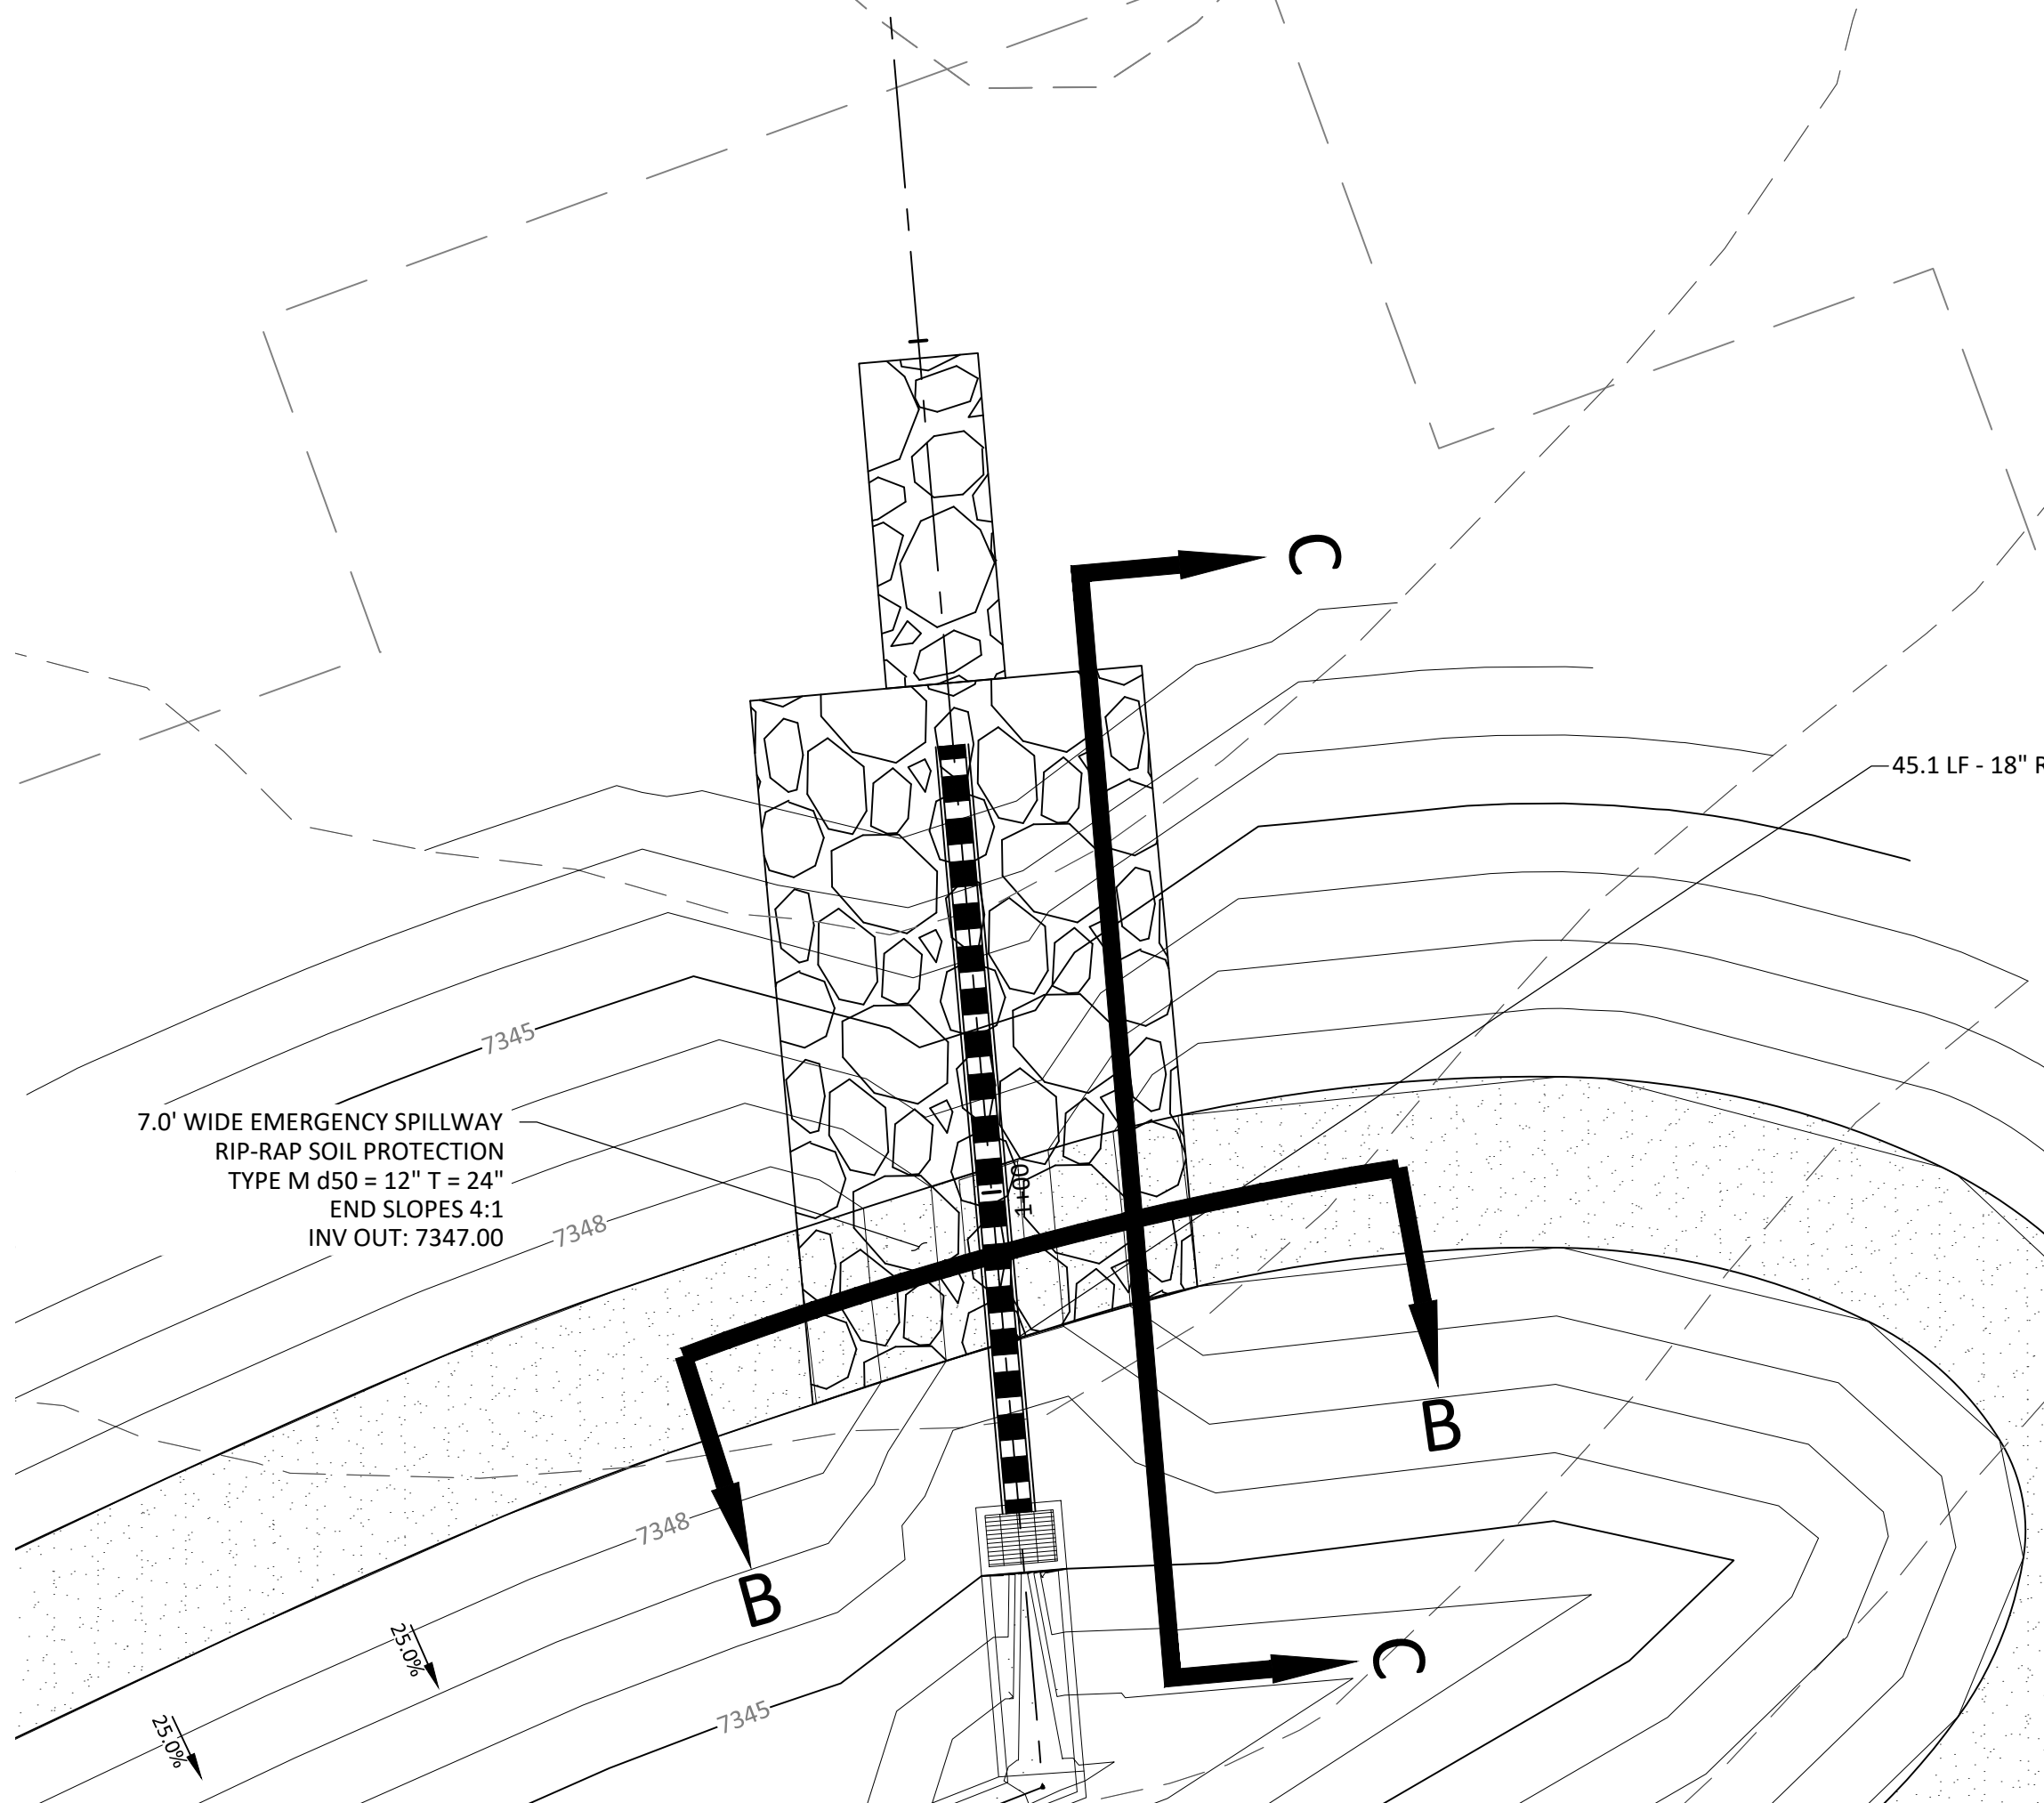 C
45.1 LF - 18" R
7345
7.0' WIDE EMERGENCY SPILLWAY
RIP-RAP SOIL PROTECTION
TYPE M d50 = 12" T = 24"
END SLOPES 4:1
INV OUT: 7347.00
7348
1+00
B
7348
B
25.0%
C
7345
25.0%